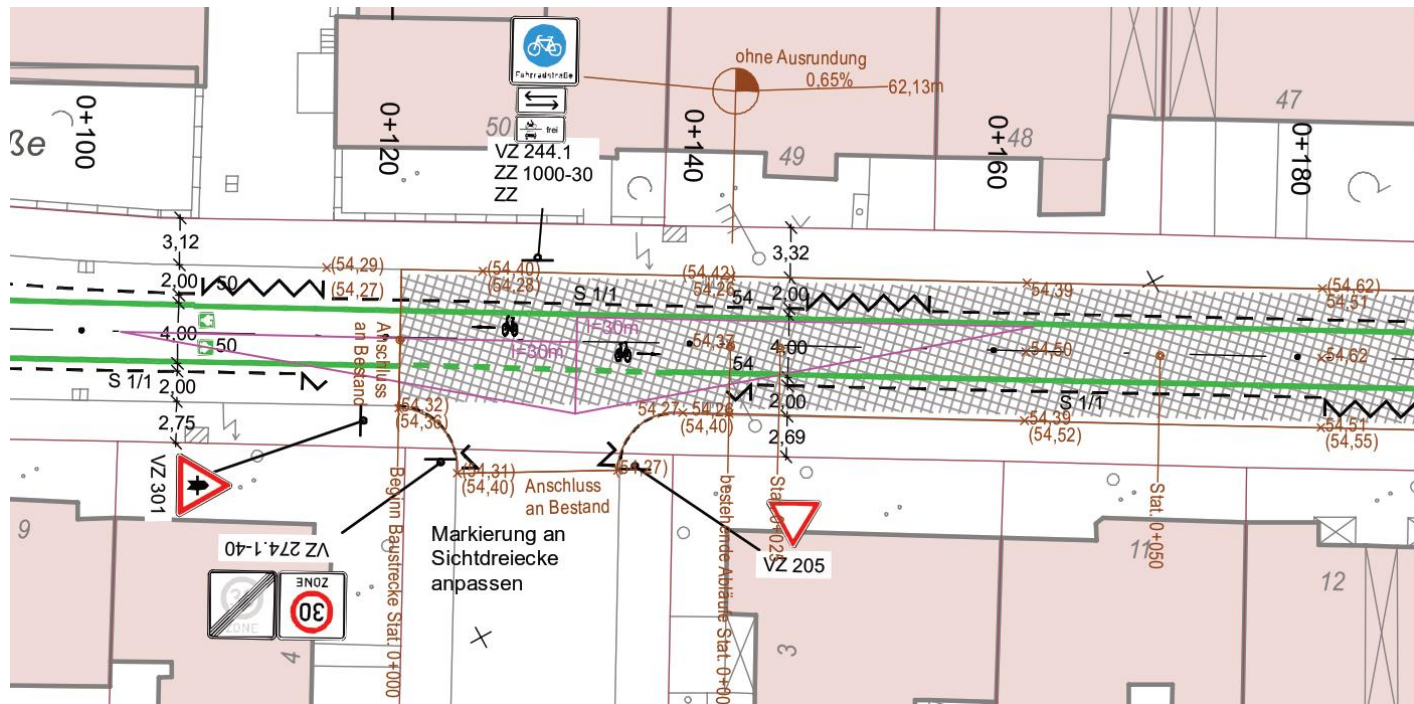 ße
0+100
0+120
0+140
0+160
0+180
Fahrradstraße
frei
50
VZ 244.1
ZZ 1000-30
ZZ
ohne Ausrundung
0,65%
62,13m
49
48
47
3,12
2,00
4,00
2,00
2,75
50
50
(54,29)
(54,27)
(54,40)
(54,28)
(54,42)
54,26
3,32
2,00
54
4,00
54
2,00
2,69
54,39
(54,62)
54,51
S 1/1
S 1/1
S 1/1
l=30m
l=30m
54,37
54,50
54,62
Anschluss
an Bestand
(54,32)
(54,36)
54,27
54,28
(54,40)
54,39
(54,52)
54,51
(54,55)
VZ 301
(54,31)
(54,40)
(54,27)
Anschluss
an Bestand
Beginn Baustrecke Stat. 0+000
bestehende Abläufe Stat. 0+00
Stat. 0+025
Stat. 0+050
Markierung an
Sichtdreiecke
anpassen
VZ 274.1-40
30
ZONE
ZONE
30
VZ 205
9
4
3
11
12